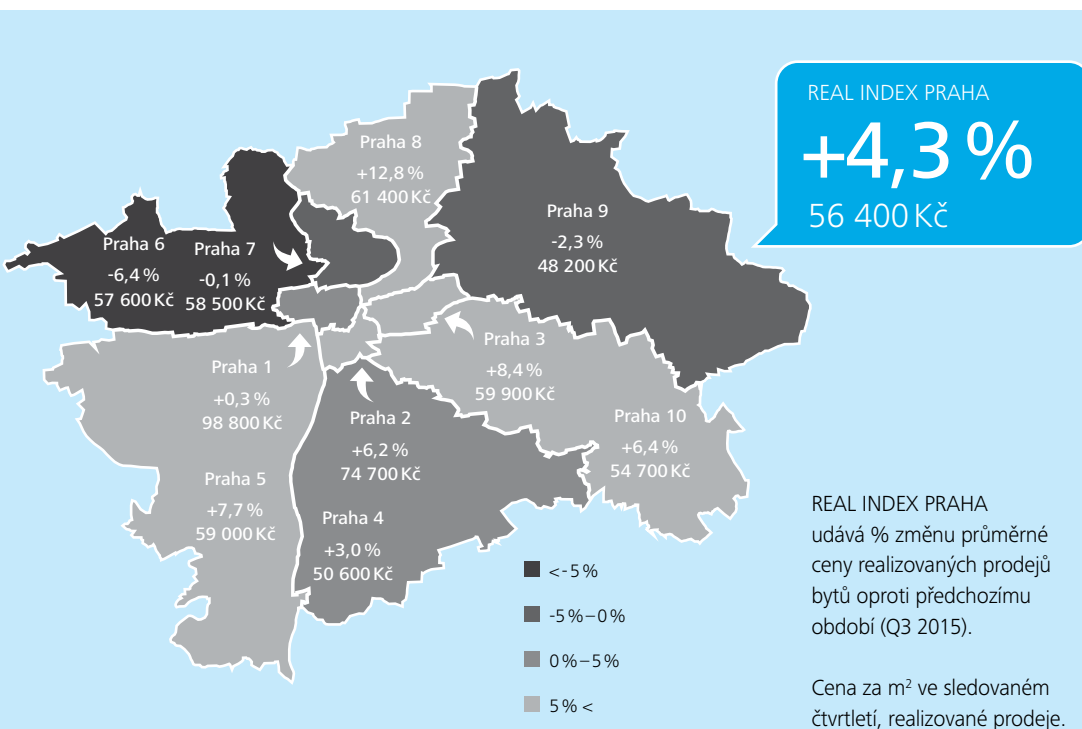 REAL INDEX PRAHA
+4,3 %
56 400 Kč
Praha 8
+12,8 %
61 400 Kč
Praha 9
-2,3 %
48 200 Kč
Praha 6
-6,4 %
57 600 Kč
Praha 7
-0,1 %
58 500 Kč
Praha 3
+8,4 %
59 900 Kč
Praha 1
+0,3 %
98 800 Kč
Praha 2
+6,2 %
74 700 Kč
Praha 10
+6,4 %
54 700 Kč
Praha 5
+7,7 %
59 000 Kč
Praha 4
+3,0 %
50 600 Kč
<-5 %
-5 % – 0 %
0 % – 5 %
5 % <
REAL INDEX PRAHA
udává % změnu průměrné
ceny realizovaných prodejů
bytů oproti předchozímu
období (Q3 2015).
Cena za m² ve sledovaném
čtvrtletí, realizované prodeje.